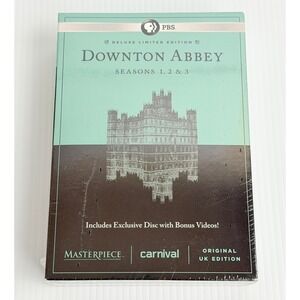 PBS
DELUXE LIMITED EDITION
DOWNTON ABBEY
SEASONS 1, 2 & 3
Includes Exclusive Disc with Bonus Videos!
MASTERPIECE
carnival
ORIGINAL
UK EDITION